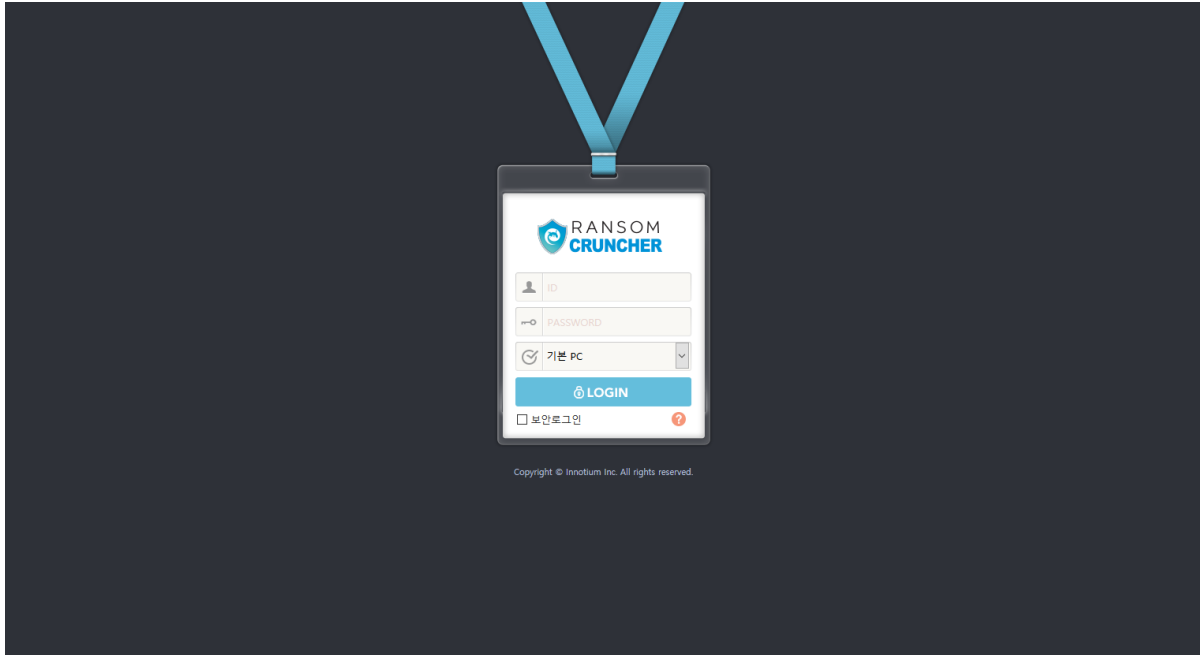 RANSOM
CRUNCHER
ID
PASSWORD
기본 PC
LOGIN
보안로그인
?
Copyright © Innotium Inc. All rights reserved.